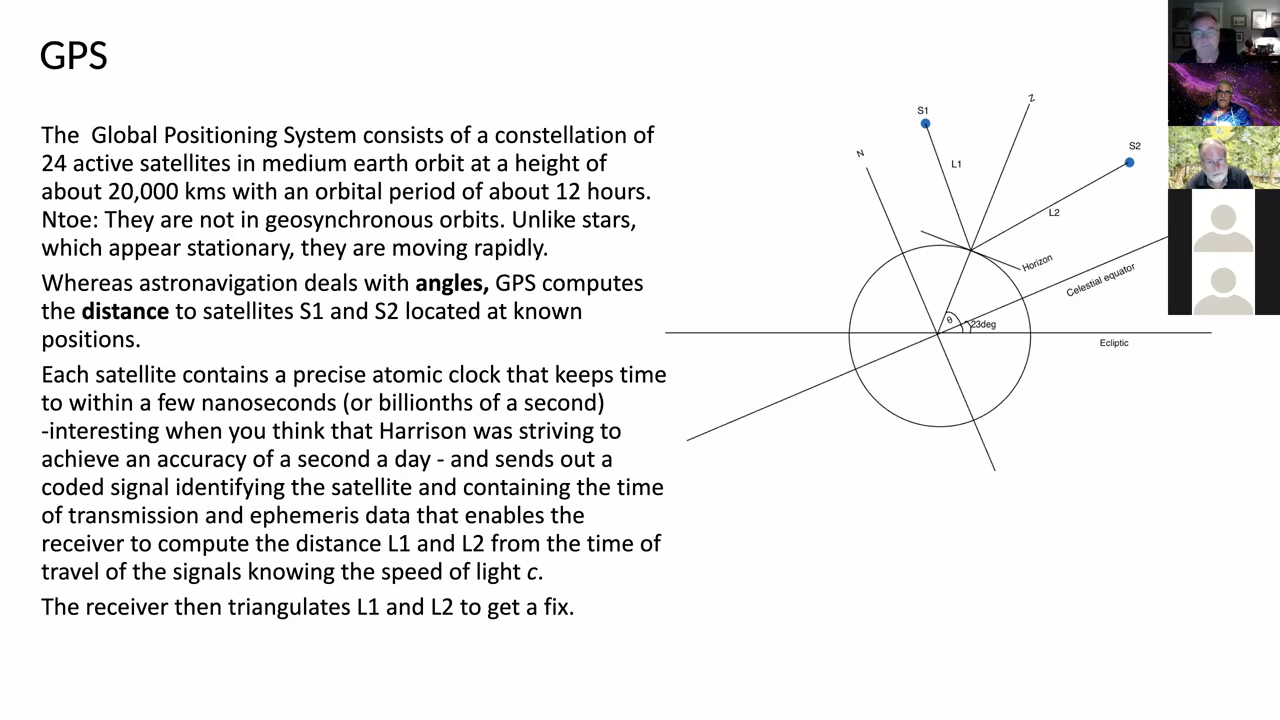 GPS
The  Global Positioning System consists of a constellation of
24 active satellites in medium earth orbit at a height of
about 20,000 kms with an orbital period of about 12 hours.
Ntoe: They are not in geosynchronous orbits. Unlike stars,
which appear stationary, they are moving rapidly.
Whereas astronavigation deals with angles, GPS computes
the distance to satellites S1 and S2 located at known
positions.
Each satellite contains a precise atomic clock that keeps time
to within a few nanoseconds (or billionths of a second)
-interesting when you think that Harrison was striving to
achieve an accuracy of a second a day - and sends out a
coded signal identifying the satellite and containing the time
of transmission and ephemeris data that enables the
receiver to compute the distance L1 and L2 from the time of
travel of the signals knowing the speed of light c.
The receiver then triangulates L1 and L2 to get a fix.
Z
S1
S2
N
L1
L2
Horizon
Celestial equator
θ
23deg
Ecliptic